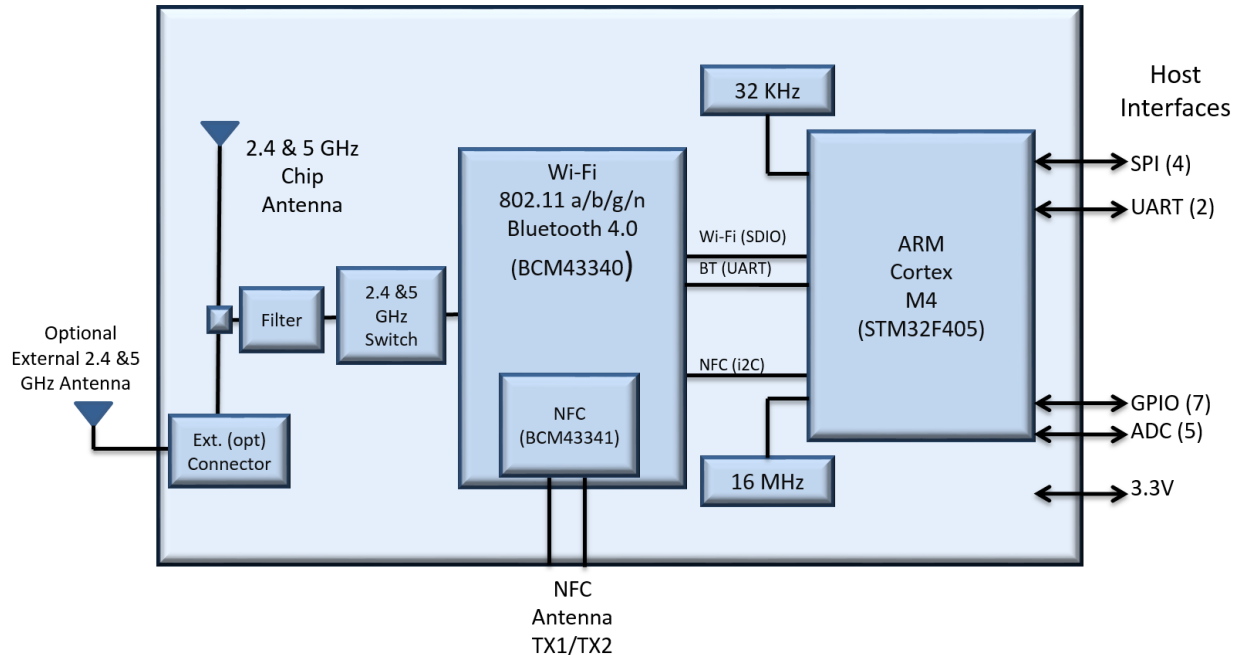 32 KHz
Host
Interfaces
2.4 & 5 GHz
Chip
Antenna
Wi-Fi
802.11 a/b/g/n
Bluetooth 4.0
(BCM43340)
SPI (4)
UART (2)
Wi-Fi (SDIO)
BT (UART)
ARM
Cortex
M4
(STM32F405)
Filter
2.4 &5
GHz
Switch
Optional
External 2.4 &5
GHz Antenna
NFC (i2C)
GPIO (7)
ADC (5)
Ext. (opt)
Connector
NFC
(BCM43341)
16 MHz
3.3V
NFC
Antenna
TX1/TX2